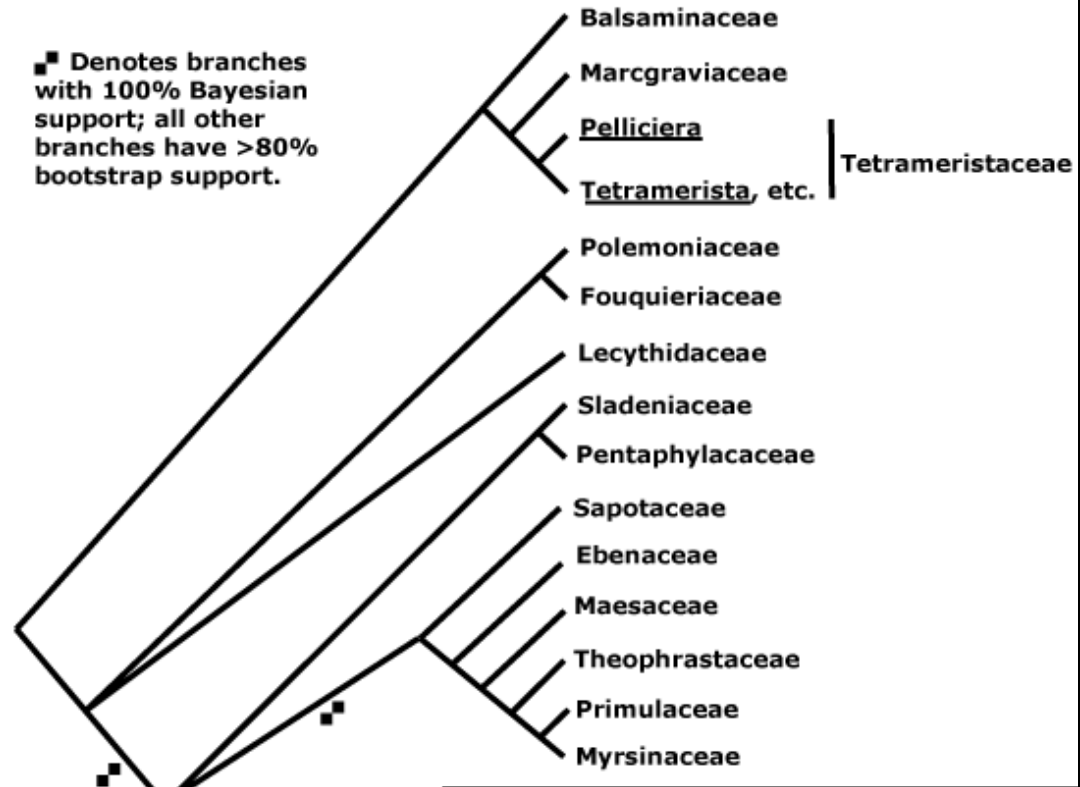 Denotes branches
with 100% Bayesian
support; all other
branches have >80%
bootstrap support.
Balsaminaceae
Marcgraviaceae
Pelliciera
Tetramerista, etc.
Tetrameristaceae
Polemoniaceae
Fouquieriaceae
Lecythidaceae
Sladeniaceae
Pentaphylacaceae
Sapotaceae
Ebenaceae
Maesaceae
Theophrastaceae
Primulaceae
Myrsinaceae